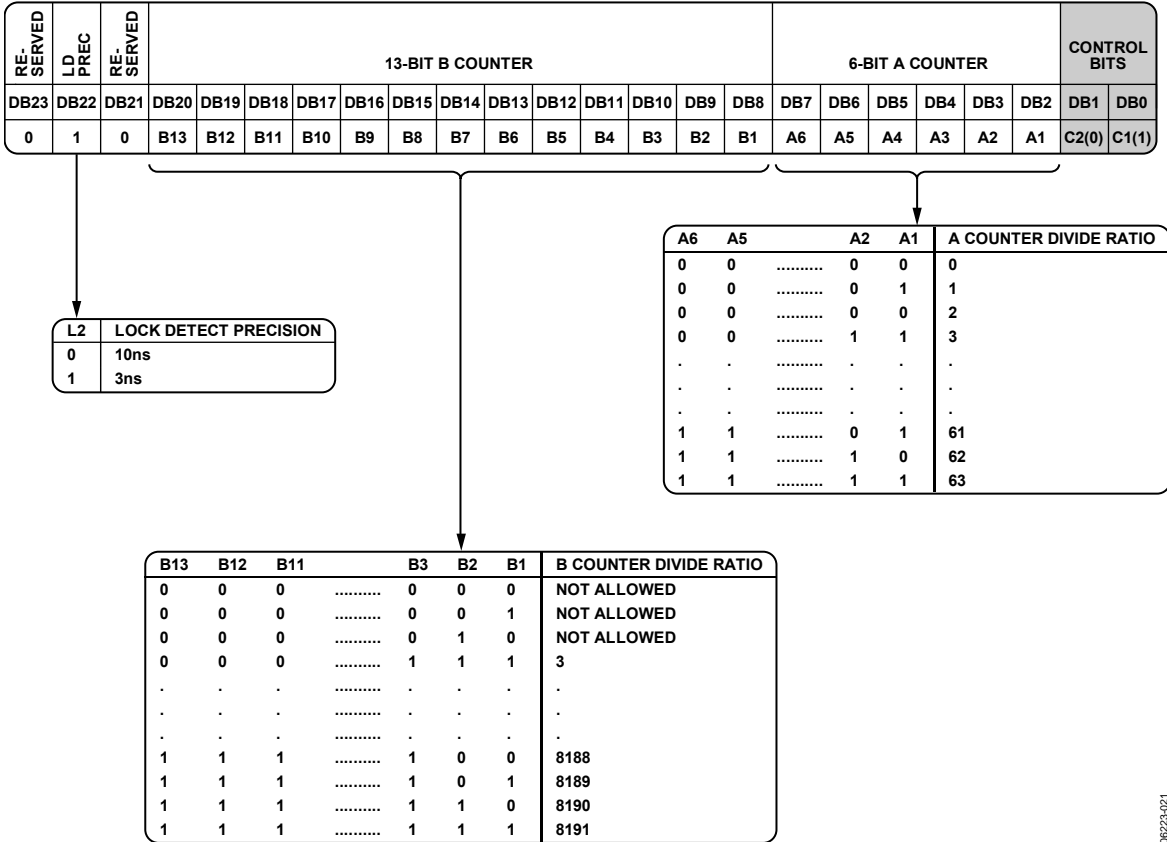 RE-
SERVED
LD
PREC
RE-
SERVED
13-BIT B COUNTER
6-BIT A COUNTER
CONTROL
BITS
DB23 DB22 DB21 DB20 DB19 DB18 DB17 DB16 DB15 DB14 DB13 DB12 DB11 DB10 DB9 DB8 DB7 DB6 DB5 DB4 DB3 DB2 DB1 DB0
0 1 0 B13 B12 B11 B10 B9 B8 B7 B6 B5 B4 B3 B2 B1 A6 A5 A4 A3 A2 A1 C2(0) C1(1)
A6 A5 A2 A1 A COUNTER DIVIDE RATIO
0 0 .......... 0 0 0
0 0 .......... 0 1 1
0 0 .......... 0 0 2
0 0 .......... 1 1 3
. . .......... . . .
. . .......... . . .
. . .......... . . .
1 1 .......... 0 1 61
1 1 .......... 1 0 62
1 1 .......... 1 1 63
L2 LOCK DETECT PRECISION
0 10ns
1 3ns
B13 B12 B11 B3 B2 B1 B COUNTER DIVIDE RATIO
0 0 0 .......... 0 0 0 NOT ALLOWED
0 0 0 .......... 0 0 1 NOT ALLOWED
0 0 0 .......... 0 1 0 NOT ALLOWED
0 0 0 .......... 1 1 1 3
. . . .......... . . . .
. . . .......... . . . .
. . . .......... . . . .
1 1 1 .......... 1 0 0 8188
1 1 1 .......... 1 0 1 8189
1 1 1 .......... 1 1 0 8190
1 1 1 .......... 1 1 1 8191
06223-021